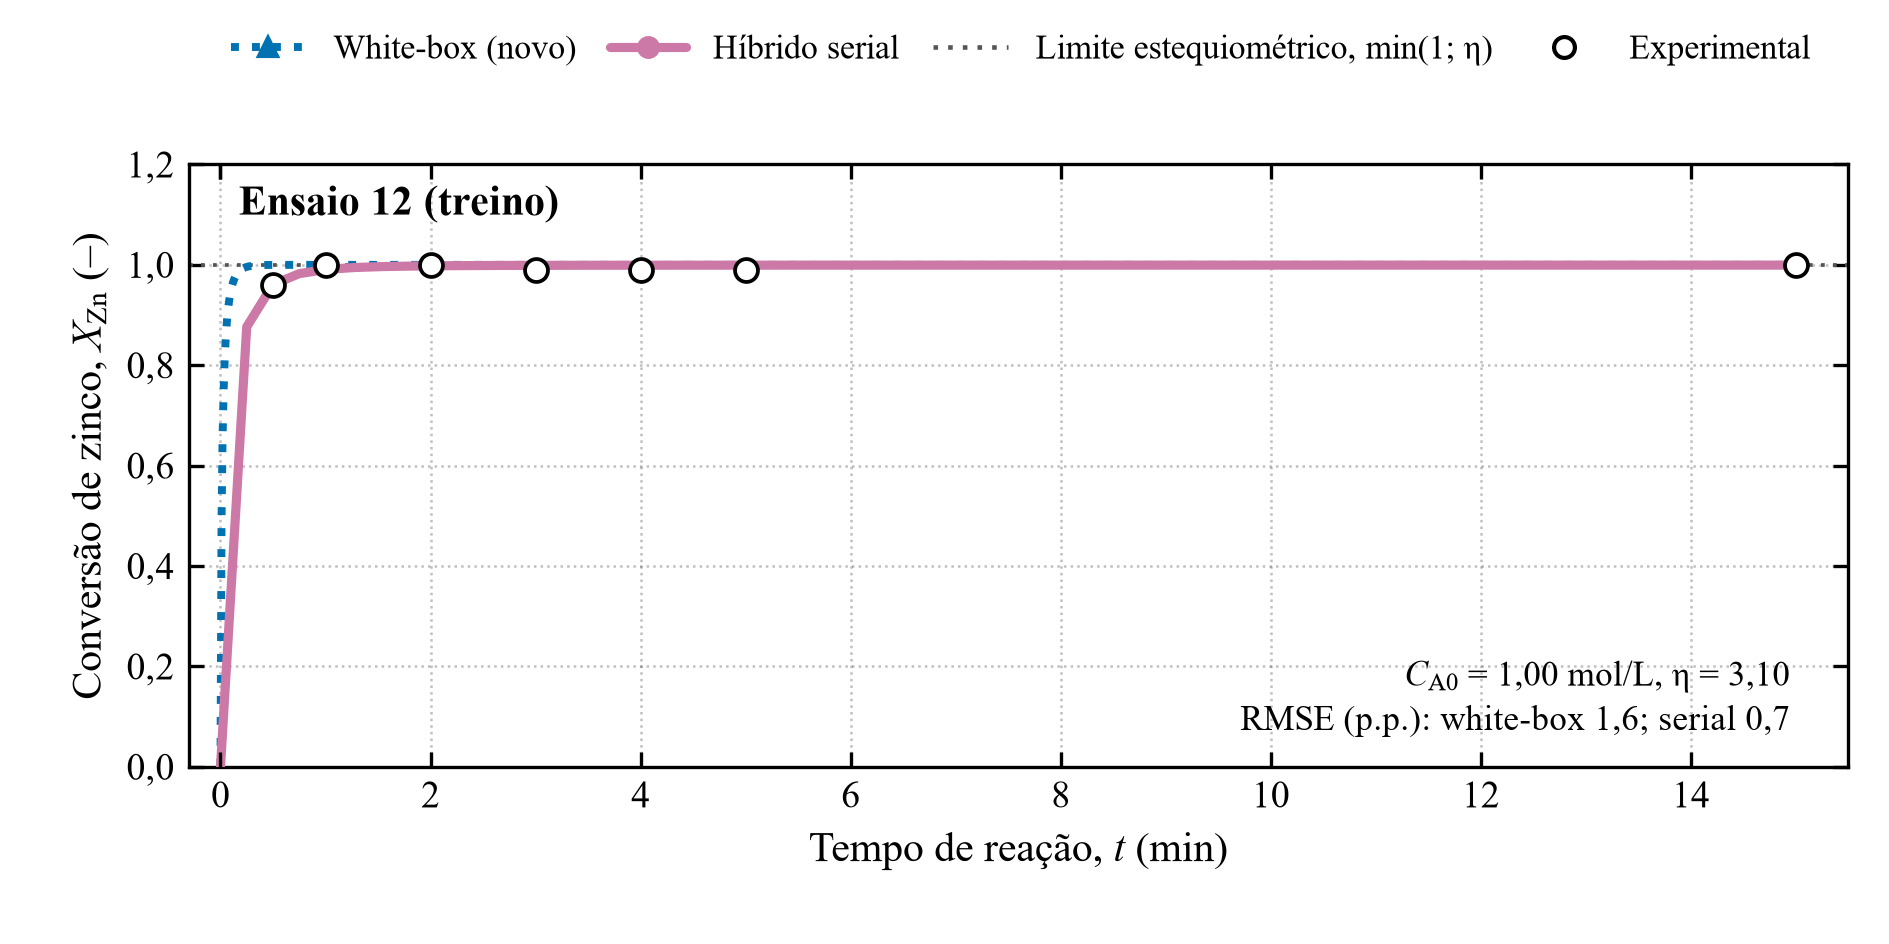 White-box (novo) Híbrido serial Limite estequiométrico, min(1; η) Experimental
Ensaio 12 (treino)
Conversão de zinco, XZn (−)
1,2
1,0
0,8
0,6
0,4
0,2
0,0
CA0 = 1,00 mol/L, η = 3,10
RMSE (p.p.): white-box 1,6; serial 0,7
0 2 4 6 8 10 12 14
Tempo de reação, t (min)